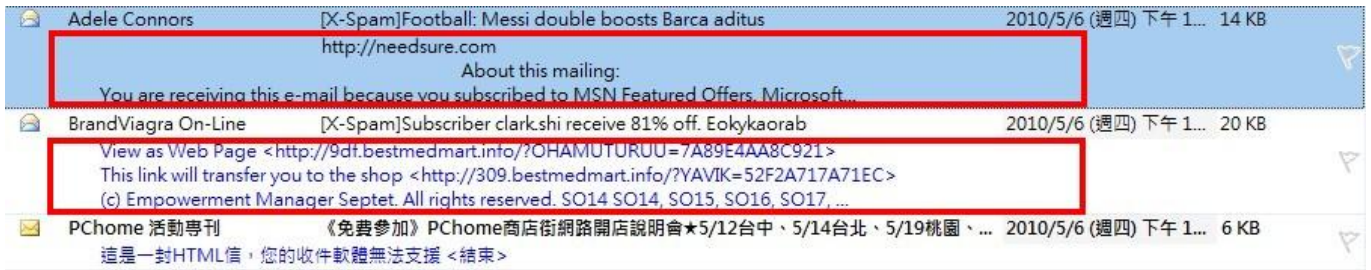 Adele Connors [X-Spam]Football: Messi double boosts Barca aditus 2010/5/6 (週四) 下午 1... 14 KB
http://needsure.com
About this mailing:
You are receiving this e-mail because you subscribed to MSN Featured Offers. Microsoft...
BrandViagra On-Line [X-Spam]Subscriber clark.shi receive 81% off. Eokykaorab 2010/5/6 (週四) 下午 1... 20 KB
View as Web Page <http://9df.bestmedmart.info/?OHAMUTURUU=7A89E4AA8C921>
This link will transfer you to the shop <http://309.bestmedmart.info/?YAVIK=52F2A717A71EC>
(c) Empowerment Manager Septet. All rights reserved. SO14 SO14, SO15, SO16, SO17, ...
PChome 活動專刊 《免費參加》PChome商店街網路開店說明會★5/12台中、5/14台北、5/19桃園、... 2010/5/6 (週四) 下午 1... 6 KB
這是一封HTML信，您的收件軟體無法支援 <結束>